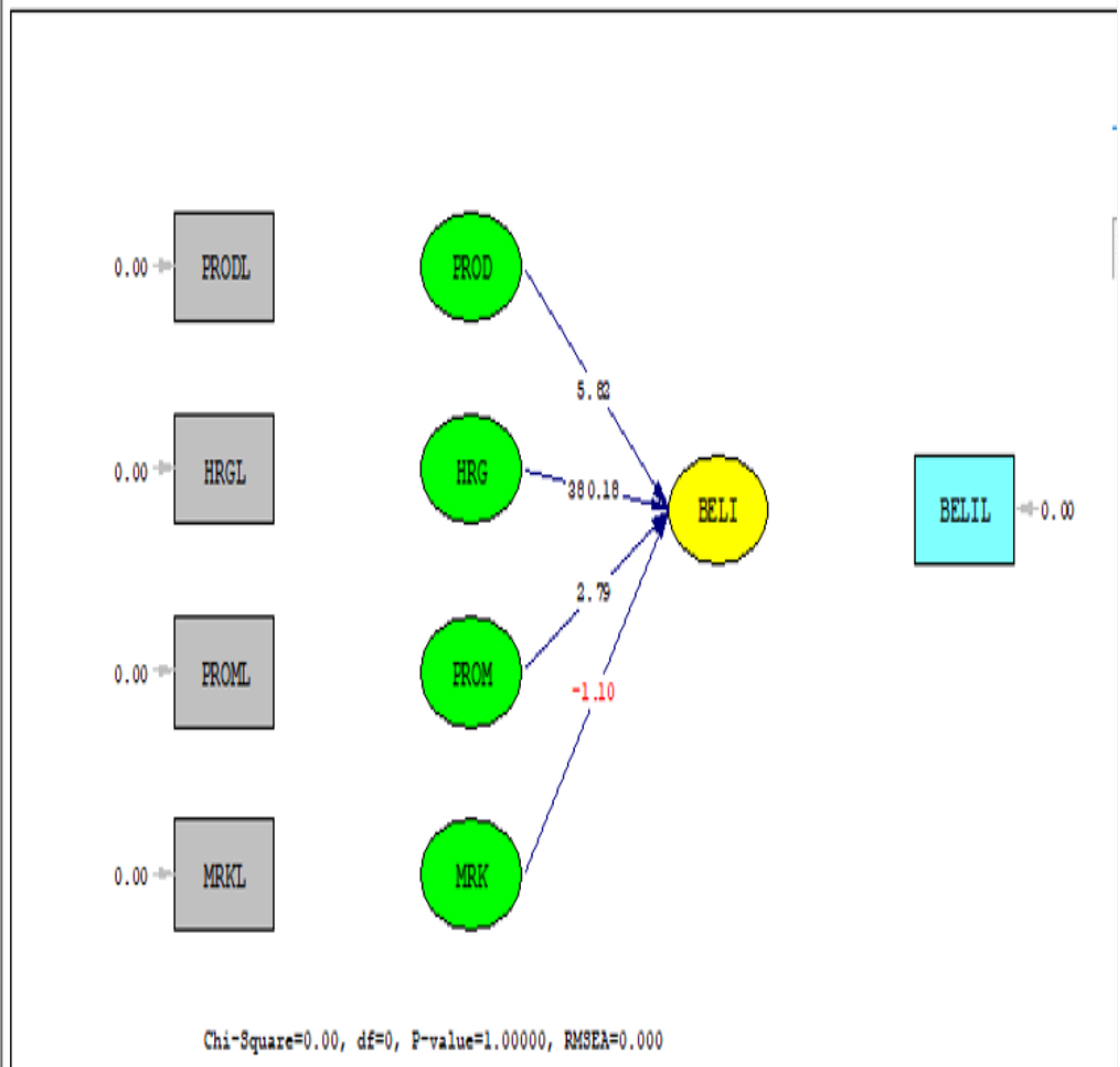 0.00 PRODL PROD
5.82
0.00 HRGL HRG
380.18
BELI BELIL 0.00
2.79
0.00 PROML PROM
-1.10
0.00 MRKL MRK
Chi-Square=0.00, df=0, P-value=1.00000, RMSEA=0.000